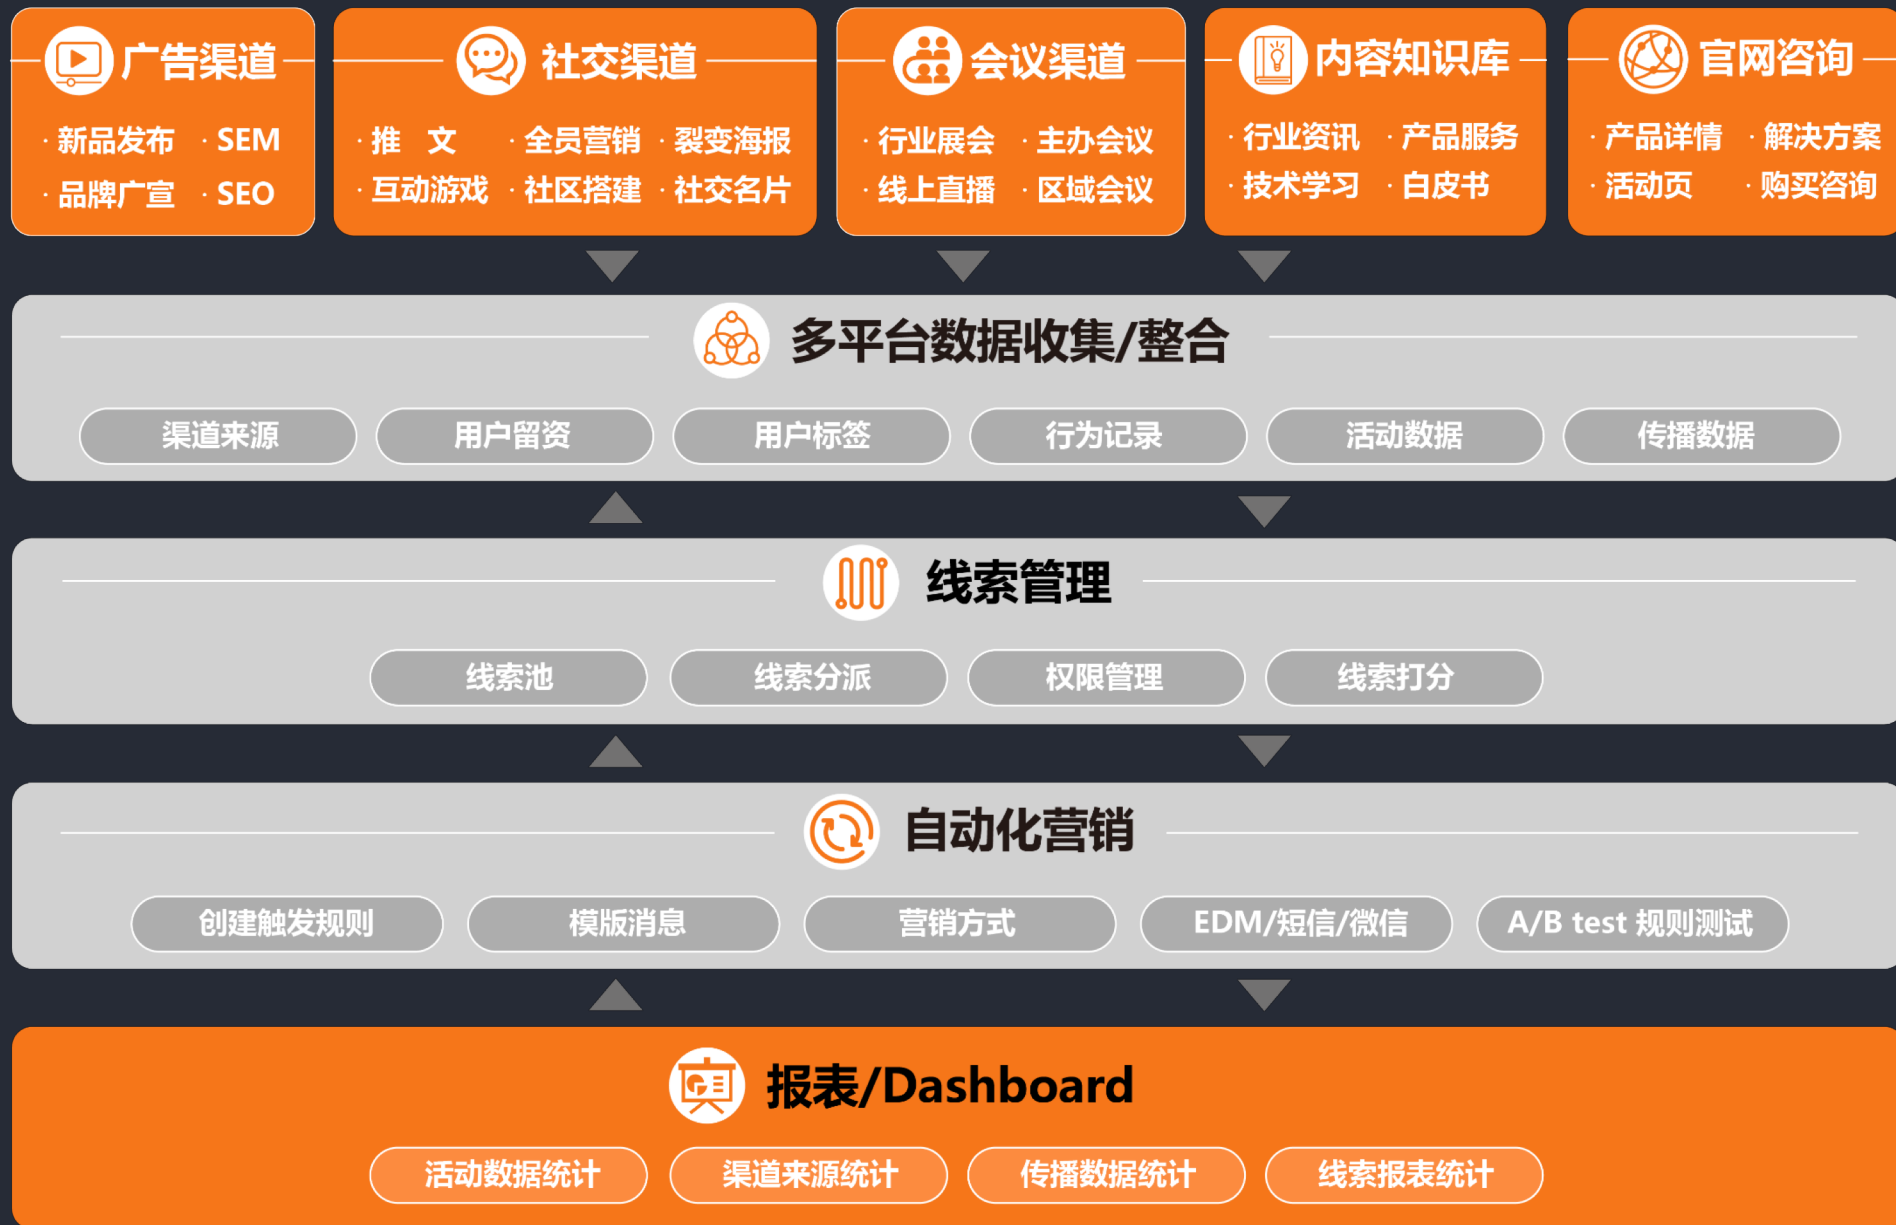 广告渠道
· 新品发布 · SEM
· 品牌广宣 · SEO
社交渠道
· 推 文 · 全员营销 · 裂变海报
· 互动游戏 · 社区搭建 · 社交名片
会议渠道
· 行业展会 · 主办会议
· 线上直播 · 区域会议
内容知识库
· 行业资讯 · 产品服务
· 技术学习 · 白皮书
官网咨询
· 产品详情 · 解决方案
· 活动页 · 购买咨询
多平台数据收集/整合
渠道来源 用户留资 用户标签 行为记录 活动数据 传播数据
线索管理
线索池 线索分派 权限管理 线索打分
自动化营销
创建触发规则 模版消息 营销方式 EDM/短信/微信 A/B test 规则测试
报表/Dashboard
活动数据统计 渠道来源统计 传播数据统计 线索报表统计